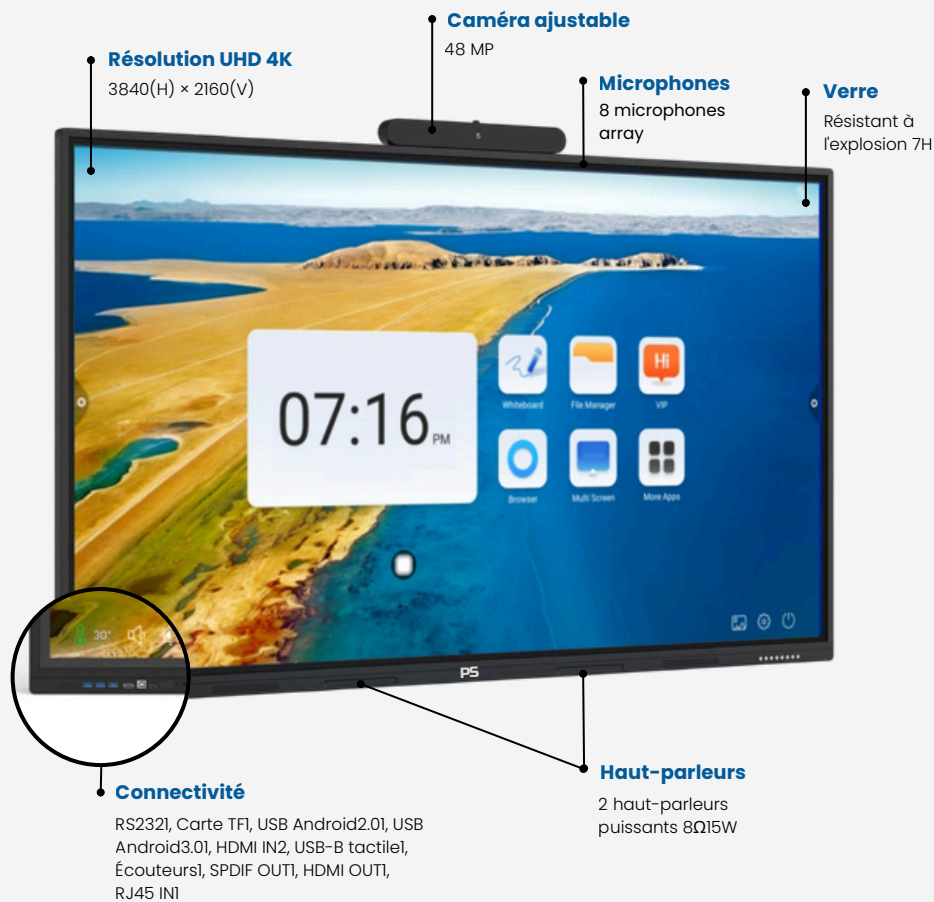 Caméra ajustable
48 MP
Résolution UHD 4K
3840(H) × 2160(V)
Microphones
8 microphones
array
Verre
Résistant à
l'explosion 7H
07:16 PM
Whiteboard
File Manager
Hi
VIP
Browser
Multi Screen
More Apps
30°
PS
Haut-parleurs
2 haut-parleurs
puissants 8Ω15W
Connectivité
RS2321, Carte TF1, USB Android2.01, USB
Android3.01, HDMI IN2, USB-B tactile1,
Écouteurs1, SPDIF OUT1, HDMI OUT1,
RJ45 IN1